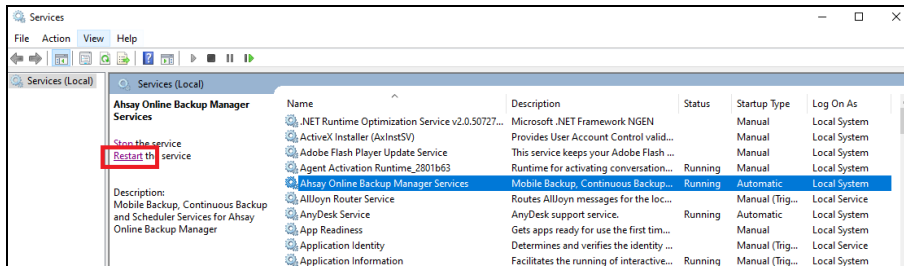 Services
File Action View Help
Services (Local)
Services (Local)
Ahsay Online Backup Manager Services
Stop the service
Restart the service
Description:
Mobile Backup, Continuous Backup
and Scheduler Services for Ahsay
Online Backup Manager
Name Description Status Startup Type Log On As
.NET Runtime Optimization Service v2.0.50727... Microsoft .NET Framework NGEN Manual Local System
ActiveX Installer (AxInstSV) Provides User Account Control valid... Manual Local System
Adobe Flash Player Update Service This service keeps your Adobe Flash ... Manual Local System
Agent Activation Runtime_2801b63 Runtime for activating conversation... Running Manual Local System
Ahsay Online Backup Manager Services Mobile Backup, Continuous Backup... Running Automatic Local System
AllJoyn Router Service Routes AllJoyn messages for the loc... Manual (Trig... Local Service
AnyDesk Service AnyDesk support service. Running Automatic Local System
App Readiness Gets apps ready for use the first tim... Manual Local System
Application Identity Determines and verifies the identity ... Manual (Trig... Local Service
Application Information Facilitates the running of interactive... Running Manual (Trig... Local System